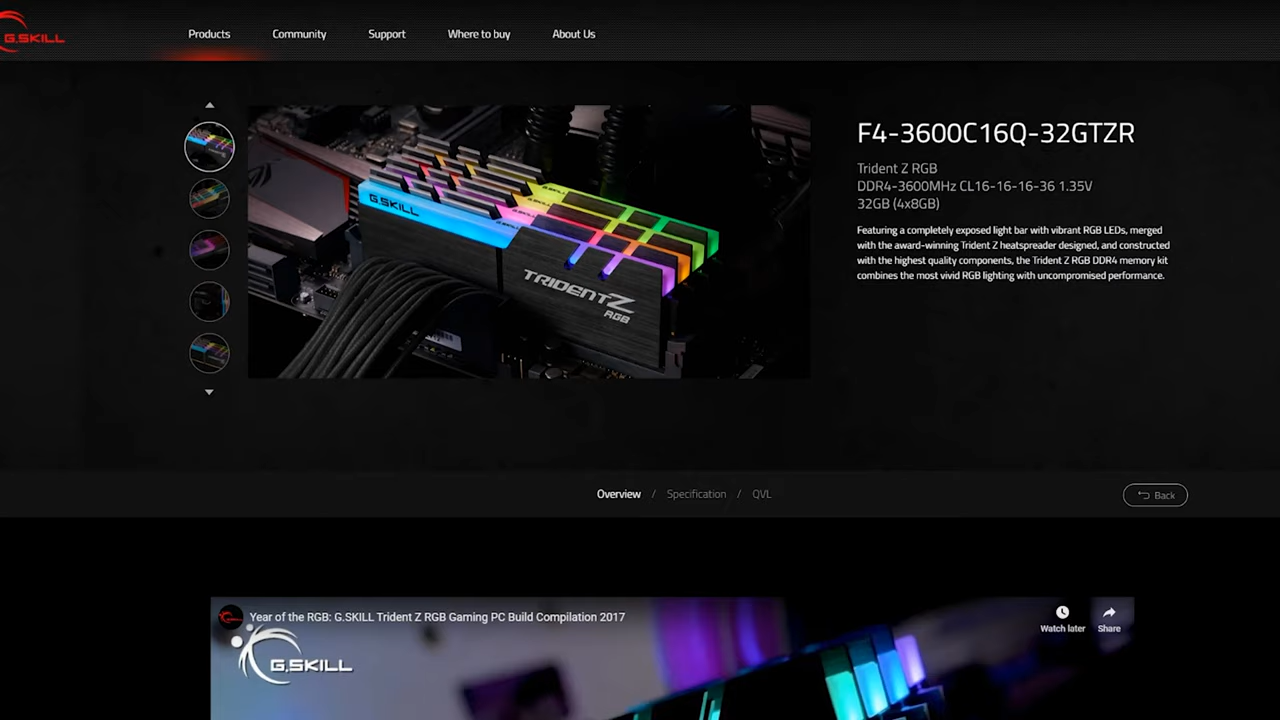 G.SKILL
Products
Community
Support
Where to buy
About Us
G.SKILL
TRIDENT Z
RGB
F4-3600C16Q-32GTZR
Trident Z RGB
DDR4-3600MHz CL16-16-16-36 1.35V
32GB (4x8GB)
Featuring a completely exposed light bar with vibrant RGB LEDs, merged
with the award-winning Trident Z heatspreader designed, and constructed
with the highest quality components, the Trident Z RGB DDR4 memory kit
combines the most vivid RGB lighting with uncompromised performance.
Overview / Specification / QVL
Back
Year of the RGB: G.SKILL Trident Z RGB Gaming PC Build Compilation 2017
Watch later
Share
G.SKILL